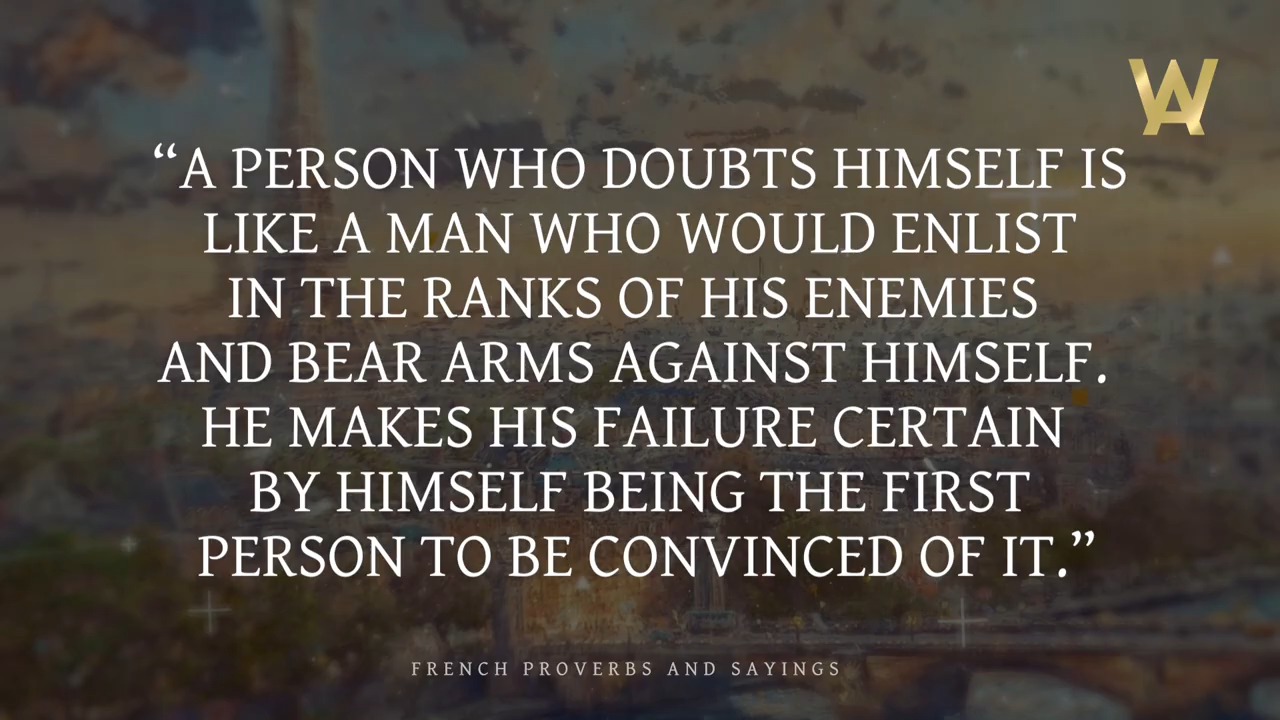 WA
“A PERSON WHO DOUBTS HIMSELF IS
LIKE A MAN WHO WOULD ENLIST
IN THE RANKS OF HIS ENEMIES
AND BEAR ARMS AGAINST HIMSELF.
HE MAKES HIS FAILURE CERTAIN
BY HIMSELF BEING THE FIRST
PERSON TO BE CONVINCED OF IT.”
FRENCH PROVERBS AND SAYINGS